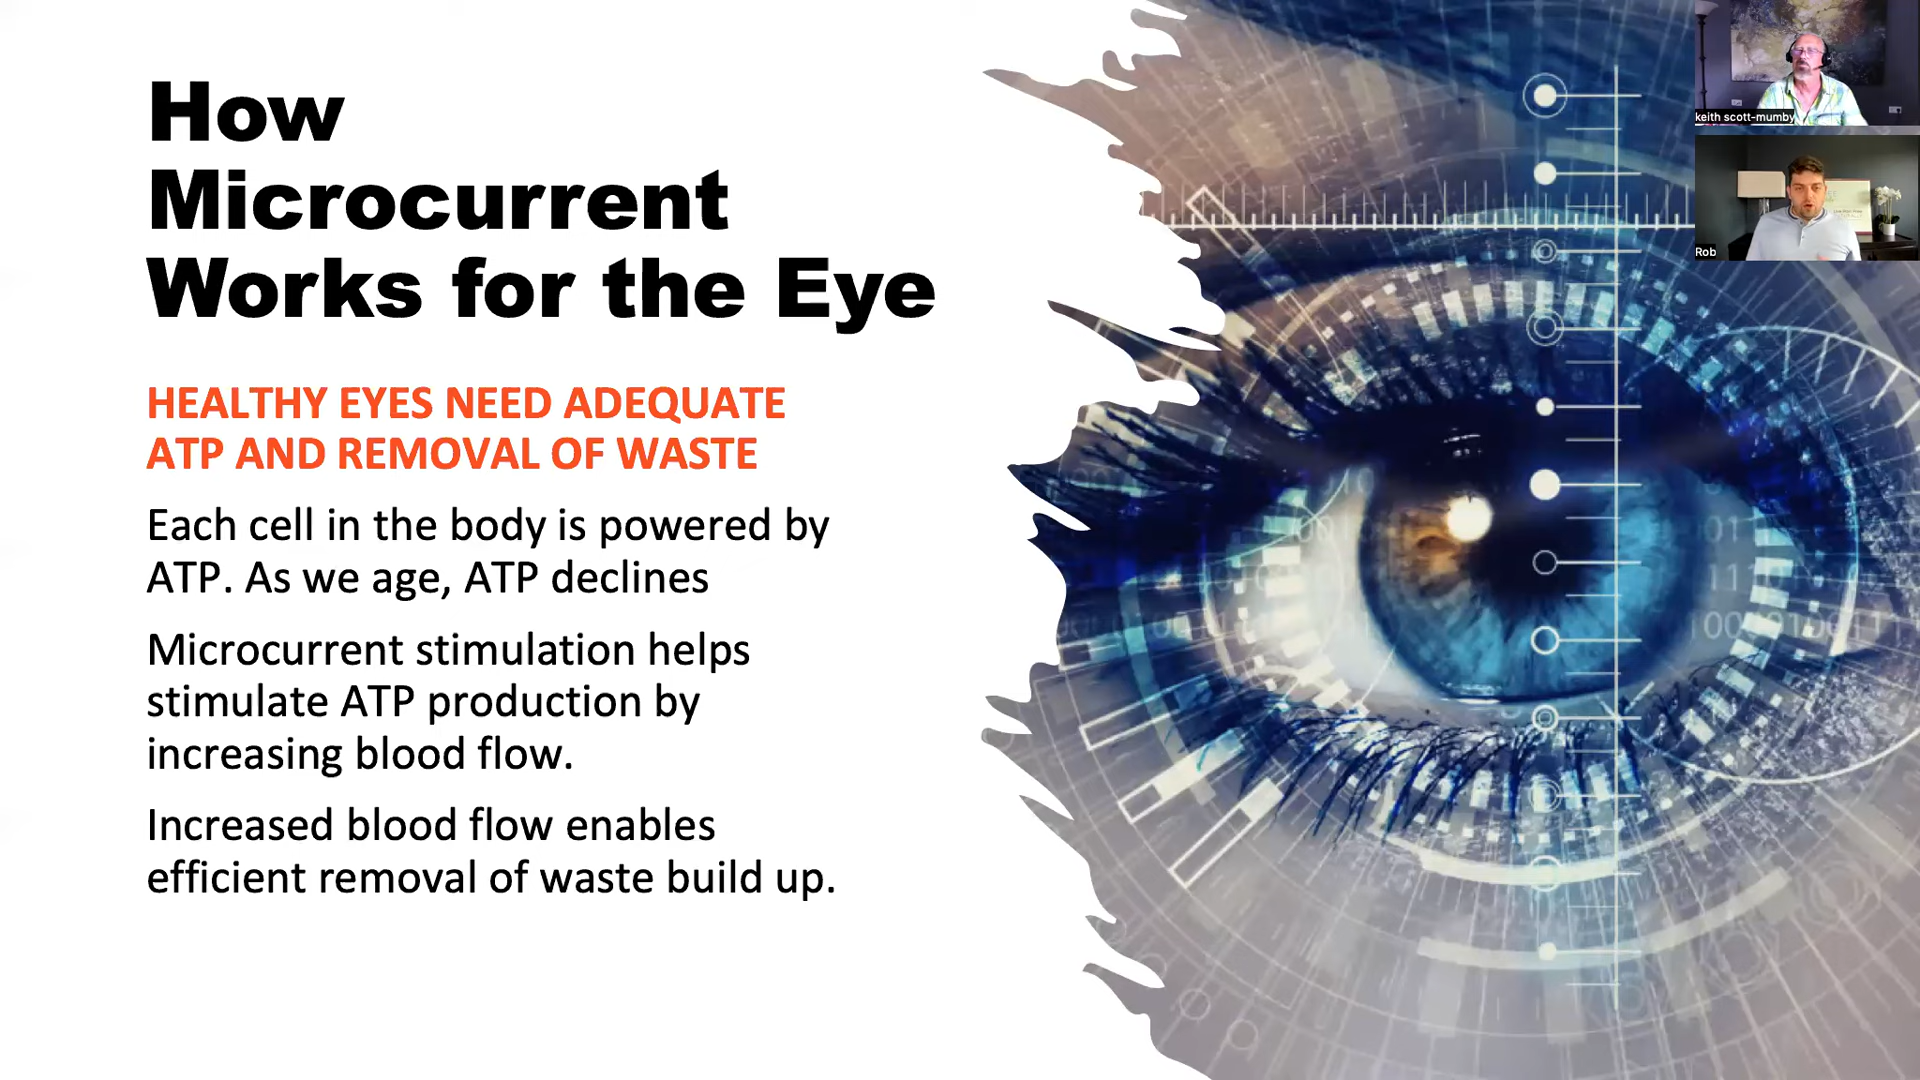 How
Microcurrent
Works for the Eye
HEALTHY EYES NEED ADEQUATE
ATP AND REMOVAL OF WASTE
Each cell in the body is powered by
ATP. As we age, ATP declines
Microcurrent stimulation helps
stimulate ATP production by
increasing blood flow.
Increased blood flow enables
efficient removal of waste build up.
keith scott-mumby
Rob